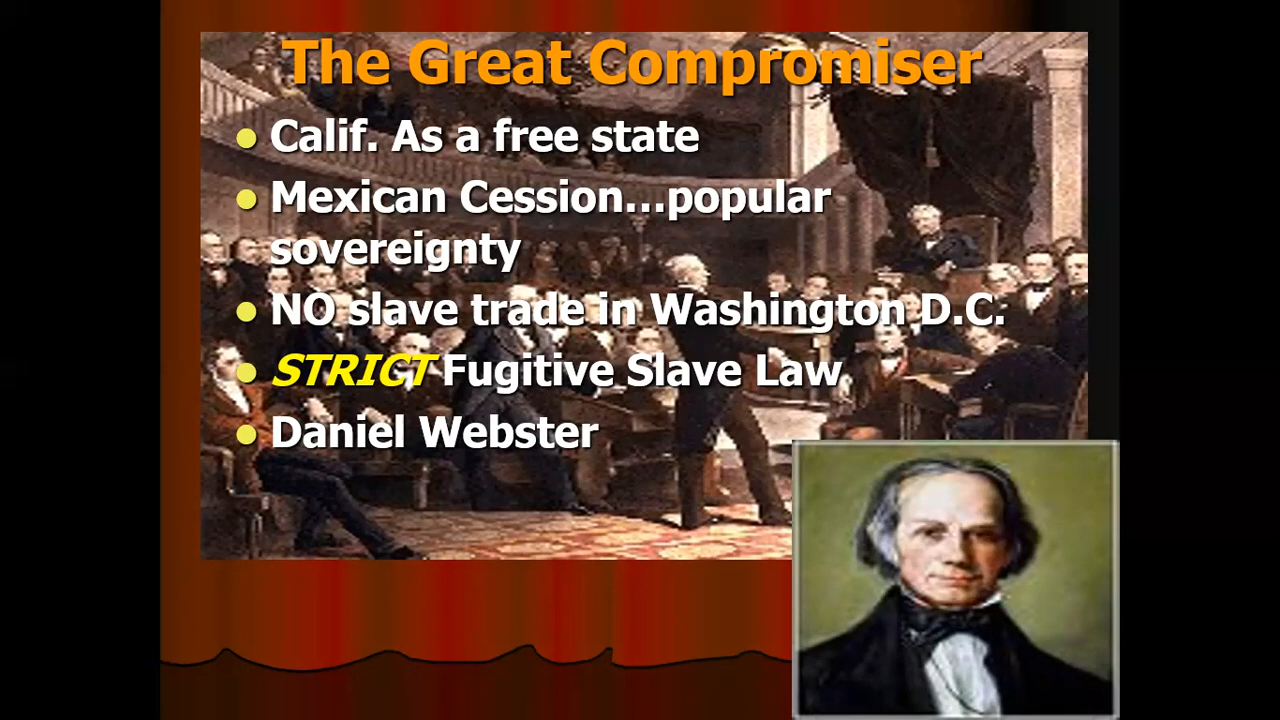 The Great Compromiser
Calif. As a free state
Mexican Cession...popular
sovereignty
NO slave trade in Washington D.C.
STRICT Fugitive Slave Law
Daniel Webster